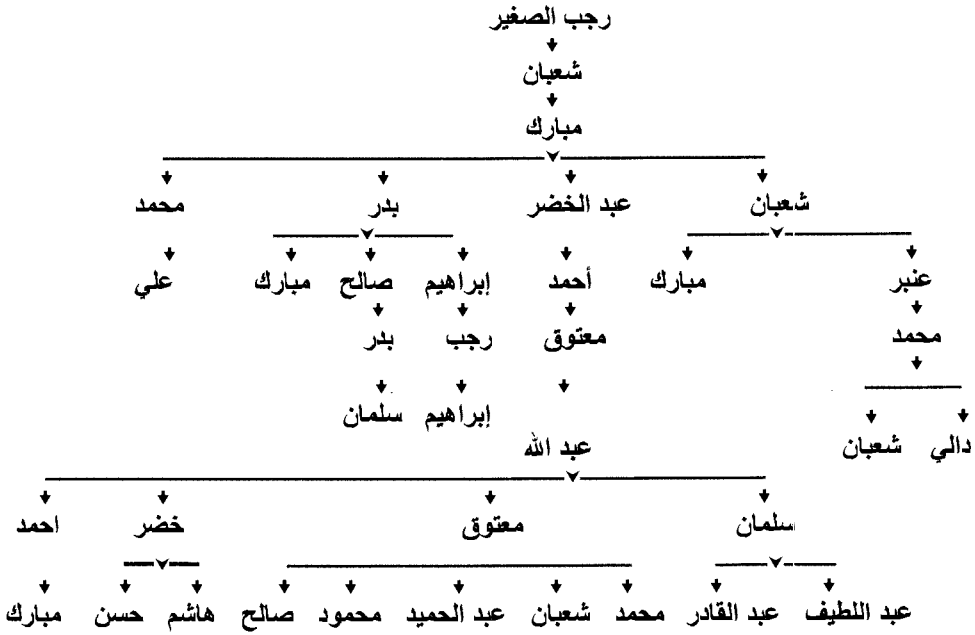 رجب الصغير
شعبان
مبارك
شعبان عبد الخضر بدر محمد
عنبر مبارك أحمد إبراهيم صالح مبارك علي
محمد معتوق رجب بدر
إبراهيم سلمان
دالي شعبان عبد الله
سلمان معتوق خضر احمد
عبد اللطيف عبد القادر محمد شعبان عبد الحميد محمود صالح هاشم حسن مبارك